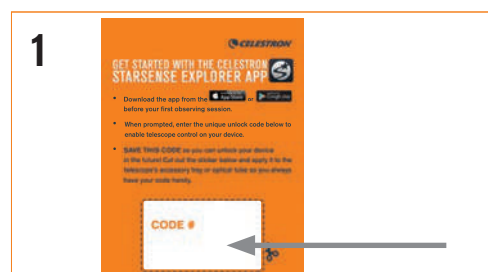 1
CELESTRON
GET STARTED WITH THE CELESTRON
STARSENSE EXPLORER APP
• Download the app from the App Store or Google play
before your first observing session.
• When prompted, enter the unique unlock code below to
enable telescope control on your device.
• SAVE THIS CODE so you can unlock your device
in the future! Cut out the sticker below and apply it to the
telescope's accessory tray or optical tube so you always
have your code handy.
CODE #